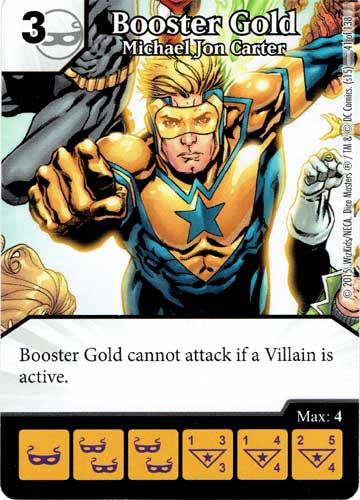 3
Booster Gold
Michael Jon Carter
© 2015 WizKids/NECA. Dice Masters ® / TM & © DC Comics. (s15) 41 of 138
Booster Gold cannot attack if a Villain is
active.
Max: 4
1 3 3
1 4 4
2 5 4